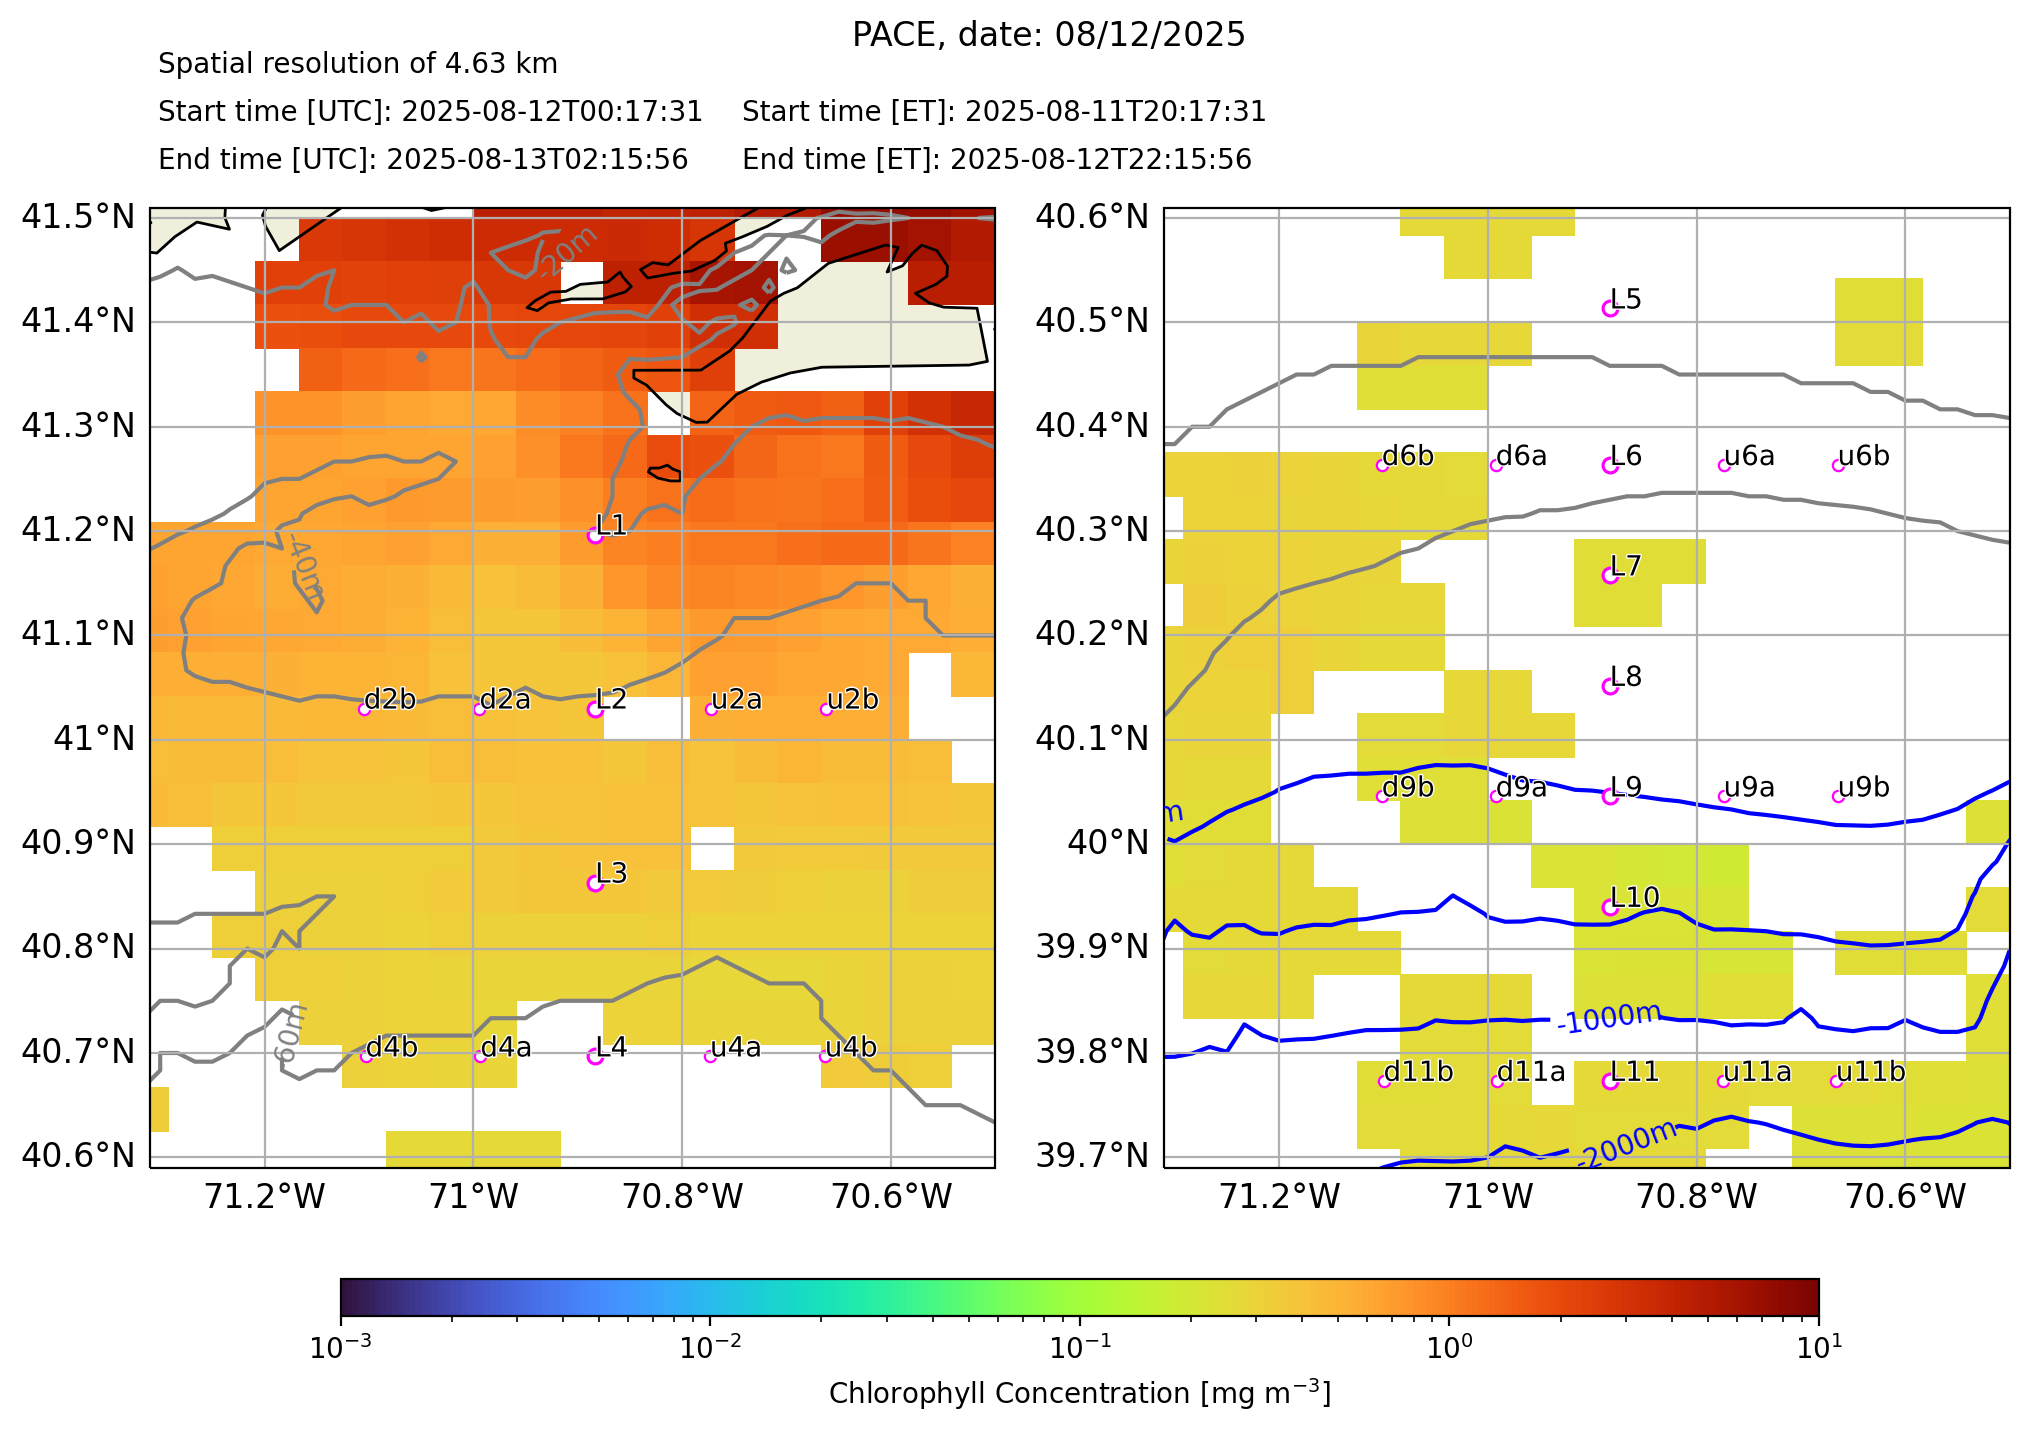 PACE, date: 08/12/2025
Spatial resolution of 4.63 km
Start time [UTC]: 2025-08-12T00:17:31 Start time [ET]: 2025-08-11T20:17:31
End time [UTC]: 2025-08-13T02:15:56 End time [ET]: 2025-08-12T22:15:56
41.5°N
41.4°N
41.3°N
41.2°N
41.1°N
41°N
40.9°N
40.8°N
40.7°N
40.6°N
-20m
-40m
-60m
L1
d2b d2a L2 u2a u2b
L3
d4b d4a L4 u4a u4b
71.2°W 71°W 70.8°W 70.6°W
40.6°N
40.5°N
40.4°N
40.3°N
40.2°N
40.1°N
40°N
39.9°N
39.8°N
39.7°N
L5
d6b d6a L6 u6a u6b
L7
L8
d9b d9a L9 u9a u9b
m
L10
-1000m
d11b d11a L11 u11a u11b
-2000m
71.2°W 71°W 70.8°W 70.6°W
10⁻³ 10⁻² 10⁻¹ 10⁰ 10¹
Chlorophyll Concentration [mg m⁻³]